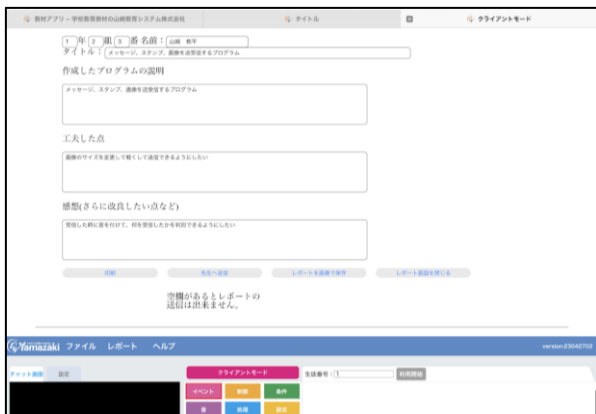 教材アプリ – 学校教育教材の山崎教育システム株式会社
タイトル
クライアントモード
1 年 2 組 3 番 名前：山崎 教平
タイトル：メッセージ、スタンプ、画像を送受信するプログラム
作成したプログラムの説明
メッセージ、スタンプ、画像を送受信するプログラム
工夫した点
画像のサイズを変更して軽くして送信できるようにしたい
感想(さらに改良したい点など)
受信した時に音を付けて、何を受信したかを判別できるようにしたい
印刷
先生へ送信
レポートを画像で保存
レポート画面を閉じる
空欄があるとレポートの
送信は出来ません。
Yamazaki ファイル レポート ヘルプ
version:23042702
チャット画面 設定
クライアントモード
生徒番号：1 利用開始
イベント 制御 条件
音 処理 設定